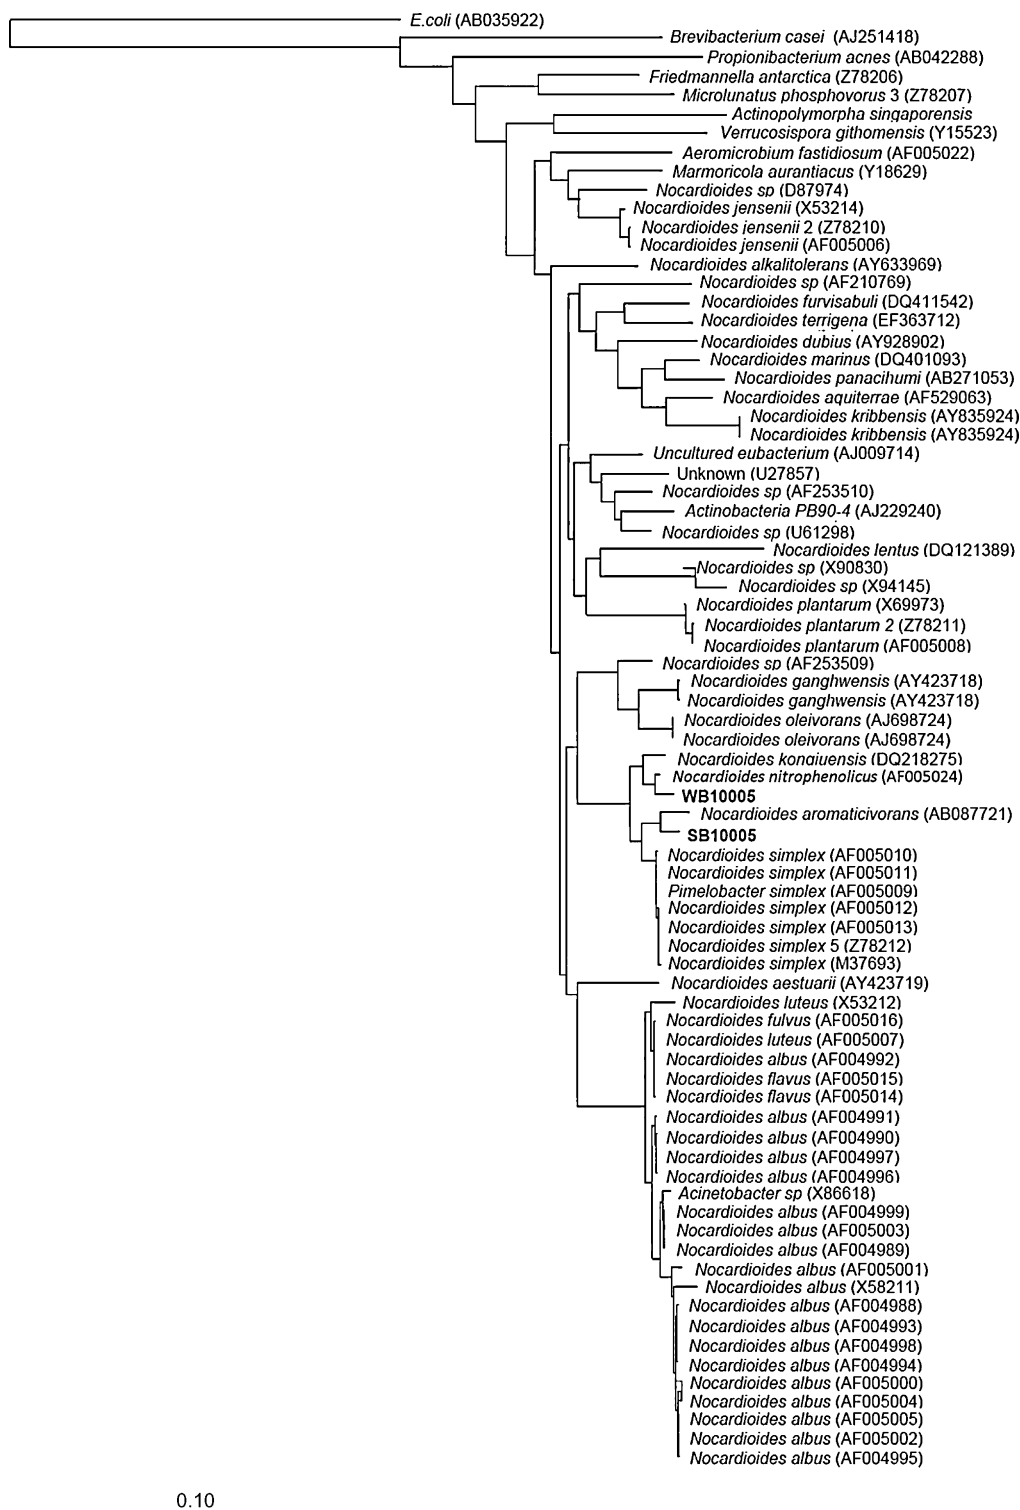 E.coli (AB035922)
Brevibacterium casei (AJ251418)
Propionibacterium acnes (AB042288)
Friedmannella antarctica (Z78206)
Microlunatus phosphovorus 3 (Z78207)
Actinopolymorpha singaporensis
Verrucosispora githomensis (Y15523)
Aeromicrobium fastidiosum (AF005022)
Marmoricola aurantiacus (Y18629)
Nocardioides sp (D87974)
Nocardioides jensenii (X53214)
Nocardioides jensenii 2 (Z78210)
Nocardioides jensenii (AF005006)
Nocardioides alkalitolerans (AY633969)
Nocardioides sp (AF210769)
Nocardioides furvisabuli (DQ411542)
Nocardioides terrigena (EF363712)
Nocardioides dubius (AY928902)
Nocardioides marinus (DQ401093)
Nocardioides panacihumi (AB271053)
Nocardioides aquiterrae (AF529063)
Nocardioides kribbensis (AY835924)
Nocardioides kribbensis (AY835924)
Uncultured eubacterium (AJ009714)
Unknown (U27857)
Nocardioides sp (AF253510)
Actinobacteria PB90-4 (AJ229240)
Nocardioides sp (U61298)
Nocardioides lentus (DQ121389)
Nocardioides sp (X90830)
Nocardioides sp (X94145)
Nocardioides plantarum (X69973)
Nocardioides plantarum 2 (Z78211)
Nocardioides plantarum (AF005008)
Nocardioides sp (AF253509)
Nocardioides ganghwensis (AY423718)
Nocardioides ganghwensis (AY423718)
Nocardioides oleivorans (AJ698724)
Nocardioides oleivorans (AJ698724)
Nocardioides kongjuensis (DQ218275)
Nocardioides nitrophenolicus (AF005024)
WB10005
Nocardioides aromaticivorans (AB087721)
SB10005
Nocardioides simplex (AF005010)
Nocardioides simplex (AF005011)
Pimelobacter simplex (AF005009)
Nocardioides simplex (AF005012)
Nocardioides simplex (AF005013)
Nocardioides simplex 5 (Z78212)
Nocardioides simplex (M37693)
Nocardioides aestuarii (AY423719)
Nocardioides luteus (X53212)
Nocardioides fulvus (AF005016)
Nocardioides luteus (AF005007)
Nocardioides albus (AF004992)
Nocardioides flavus (AF005015)
Nocardioides flavus (AF005014)
Nocardioides albus (AF004991)
Nocardioides albus (AF004990)
Nocardioides albus (AF004997)
Nocardioides albus (AF004996)
Acinetobacter sp (X86618)
Nocardioides albus (AF004999)
Nocardioides albus (AF005003)
Nocardioides albus (AF004989)
Nocardioides albus (AF005001)
Nocardioides albus (X58211)
Nocardioides albus (AF004988)
Nocardioides albus (AF004993)
Nocardioides albus (AF004998)
Nocardioides albus (AF004994)
Nocardioides albus (AF005000)
Nocardioides albus (AF005004)
Nocardioides albus (AF005005)
Nocardioides albus (AF005002)
Nocardioides albus (AF004995)
0.10